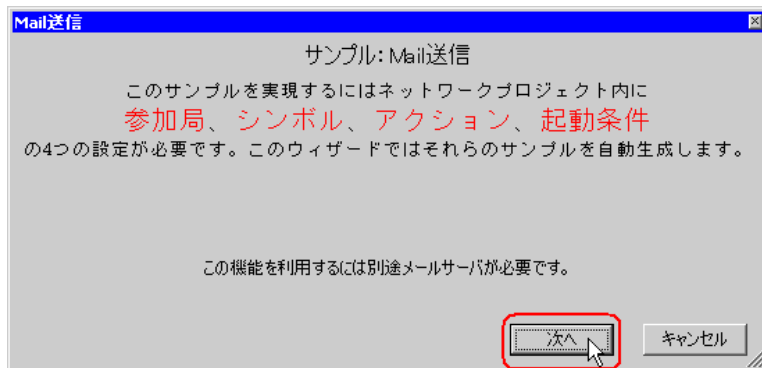 Mail送信
サンプル：Mail送信
このサンプルを実現するにはネットワークプロジェクト内に
参加局、シンボル、アクション、起動条件
の4つの設定が必要です。このウィザードではそれらのサンプルを自動生成します。
この機能を利用するには別途メールサーバが必要です。
次へ
キャンセル